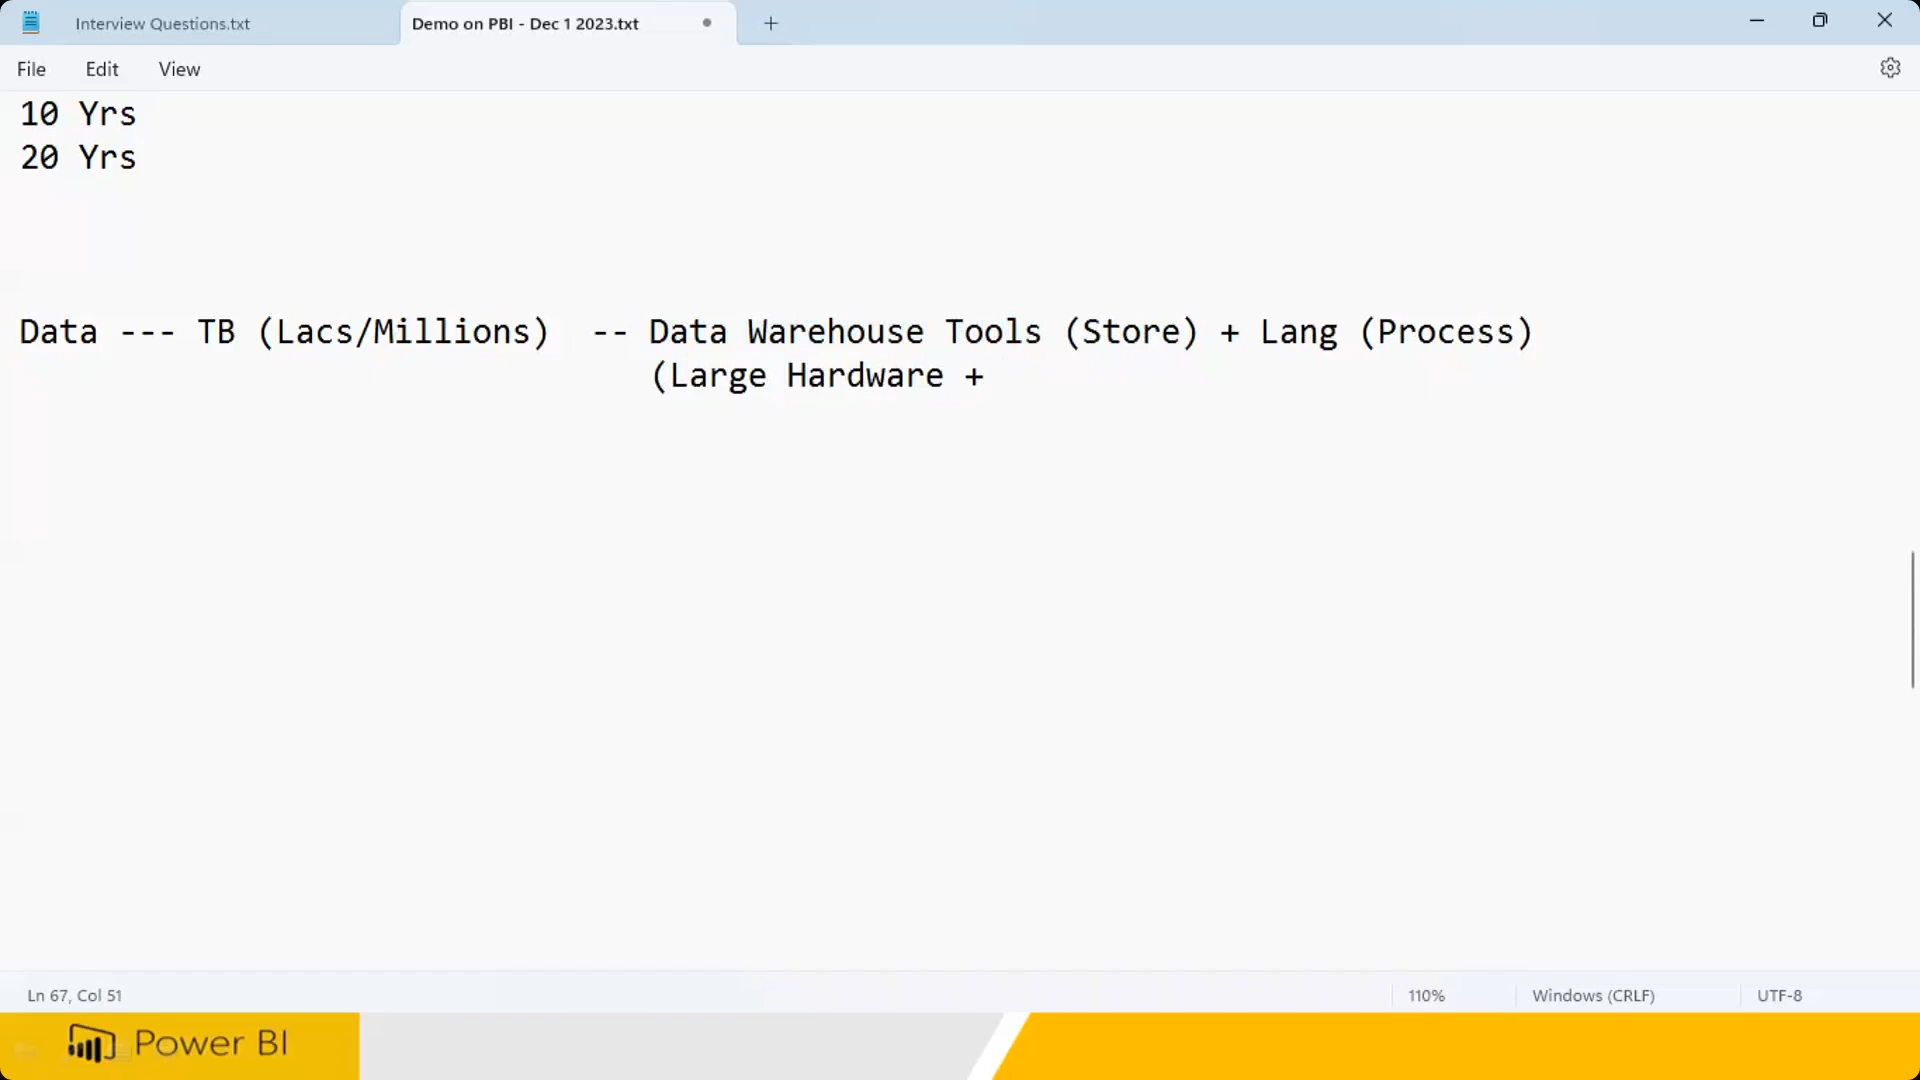 Interview Questions.txt
Demo on PBI - Dec 1 2023.txt
File Edit View
10 Yrs
20 Yrs
Data --- TB (Lacs/Millions)  -- Data Warehouse Tools (Store) + Lang (Process)
(Large Hardware +
Ln 67, Col 51
110%
Windows (CRLF)
UTF-8
Power BI